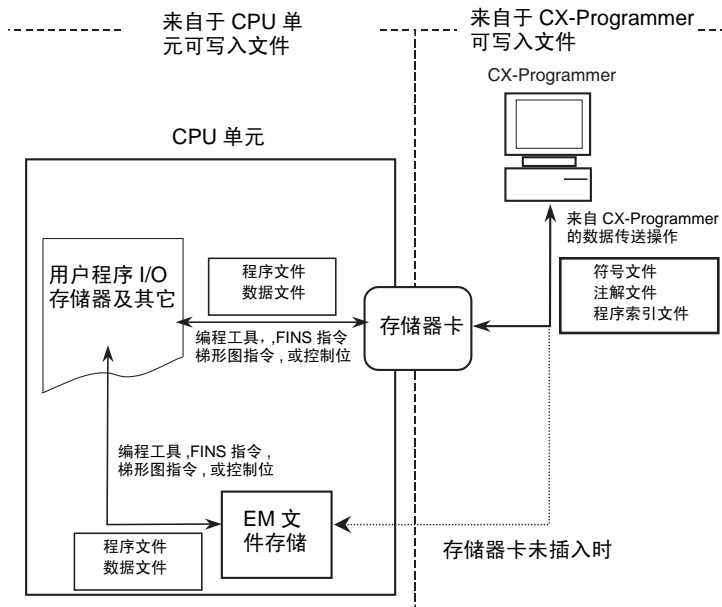 来自于 CPU 单
元可写入文件
来自于 CX-Programmer
可写入文件
CX-Programmer
CPU 单元
来自 CX-Programmer
的数据传送操作
用户程序 I/O
存储器及其它
程序文件
数据文件
符号文件
注解文件
程序索引文件
存储器卡
编程工具，,FINS 指令
梯形图指令 , 或控制位
编程工具 ,FINS 指令 ,
梯形图指令 , 或控制位
EM 文
件存储
程序文件
数据文件
存储器卡未插入时